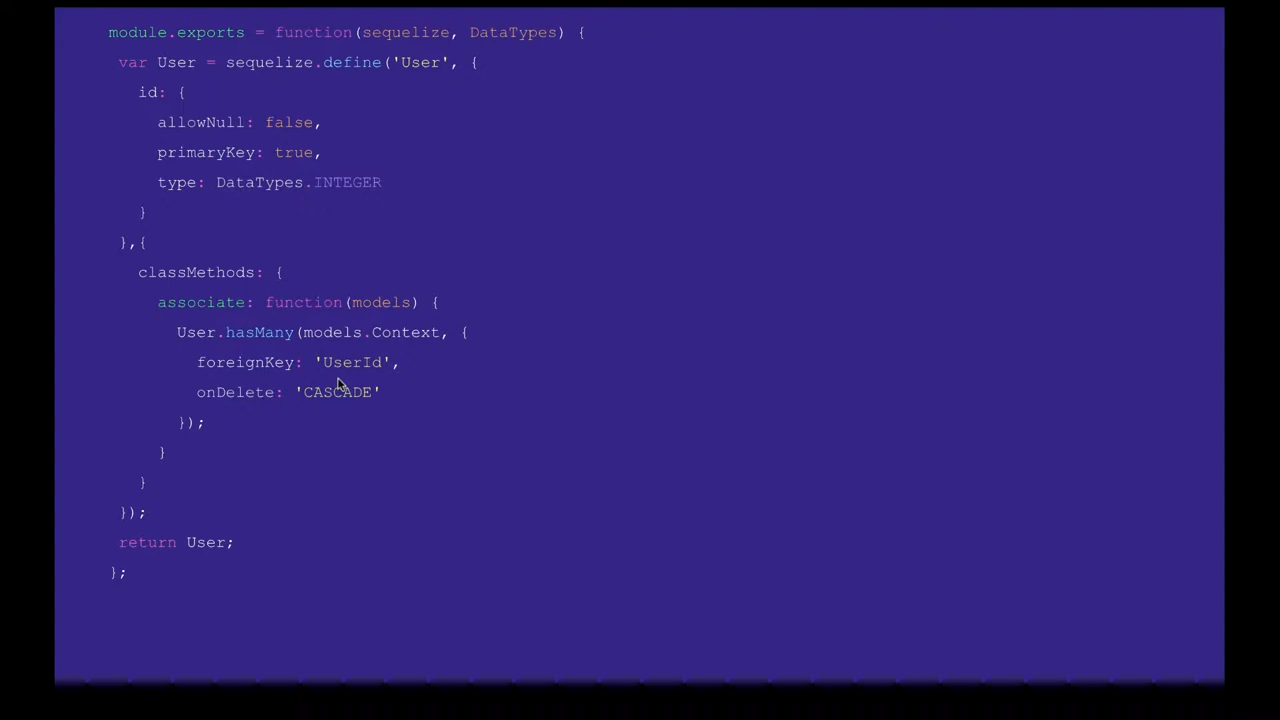 module.exports = function(sequelize, DataTypes) {
var User = sequelize.define('User', {
id: {
allowNull: false,
primaryKey: true,
type: DataTypes.INTEGER
}
},{
classMethods: {
associate: function(models) {
User.hasMany(models.Context, {
foreignKey: 'UserId',
onDelete: 'CASCADE'
});
}
}
});
return User;
};